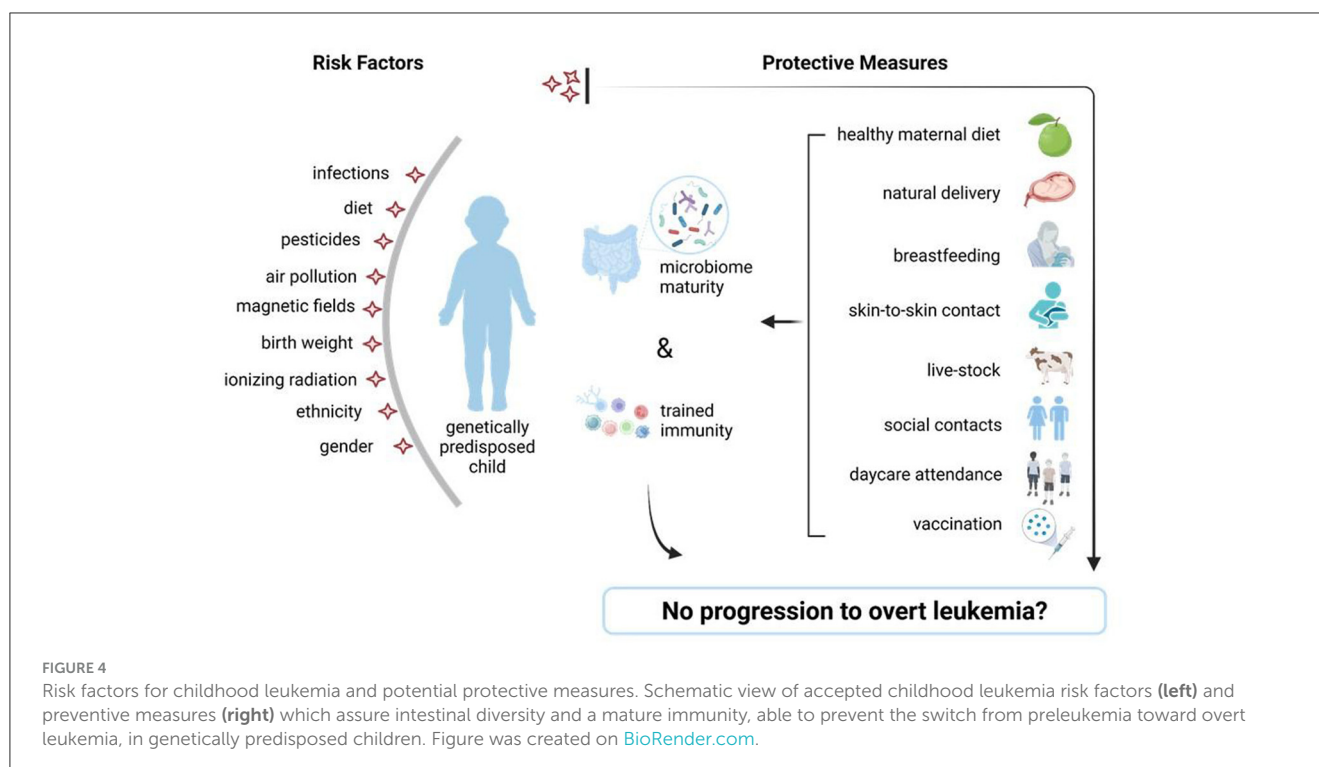 Risk Factors
Protective Measures
infections
diet
pesticides
air pollution
magnetic fields
birth weight
ionizing radiation
ethnicity
gender
genetically
predisposed
child
microbiome
maturity
&
trained
immunity
healthy maternal diet
natural delivery
breastfeeding
skin-to-skin contact
live-stock
social contacts
daycare attendance
vaccination
No progression to overt leukemia?
FIGURE 4
Risk factors for childhood leukemia and potential protective measures. Schematic view of accepted childhood leukemia risk factors (left) and
preventive measures (right) which assure intestinal diversity and a mature immunity, able to prevent the switch from preleukemia toward overt
leukemia, in genetically predisposed children. Figure was created on BioRender.com.